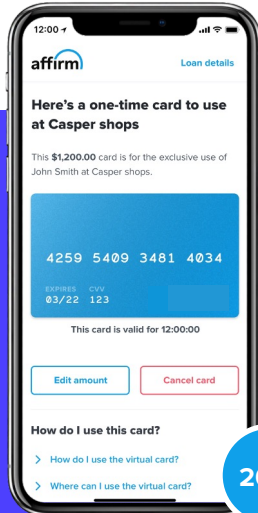 12:00
affirm
Loan details
Here's a one-time card to use
at Casper shops
This $1,200.00 card is for the exclusive use of
John Smith at Casper shops.
4259 5409 3481 4034
EXPIRES CVV
03/22 123
This card is valid for 12:00:00
Edit amount
Cancel card
How do I use this card?
How do I use the virtual card?
Where can I use the virtual card?